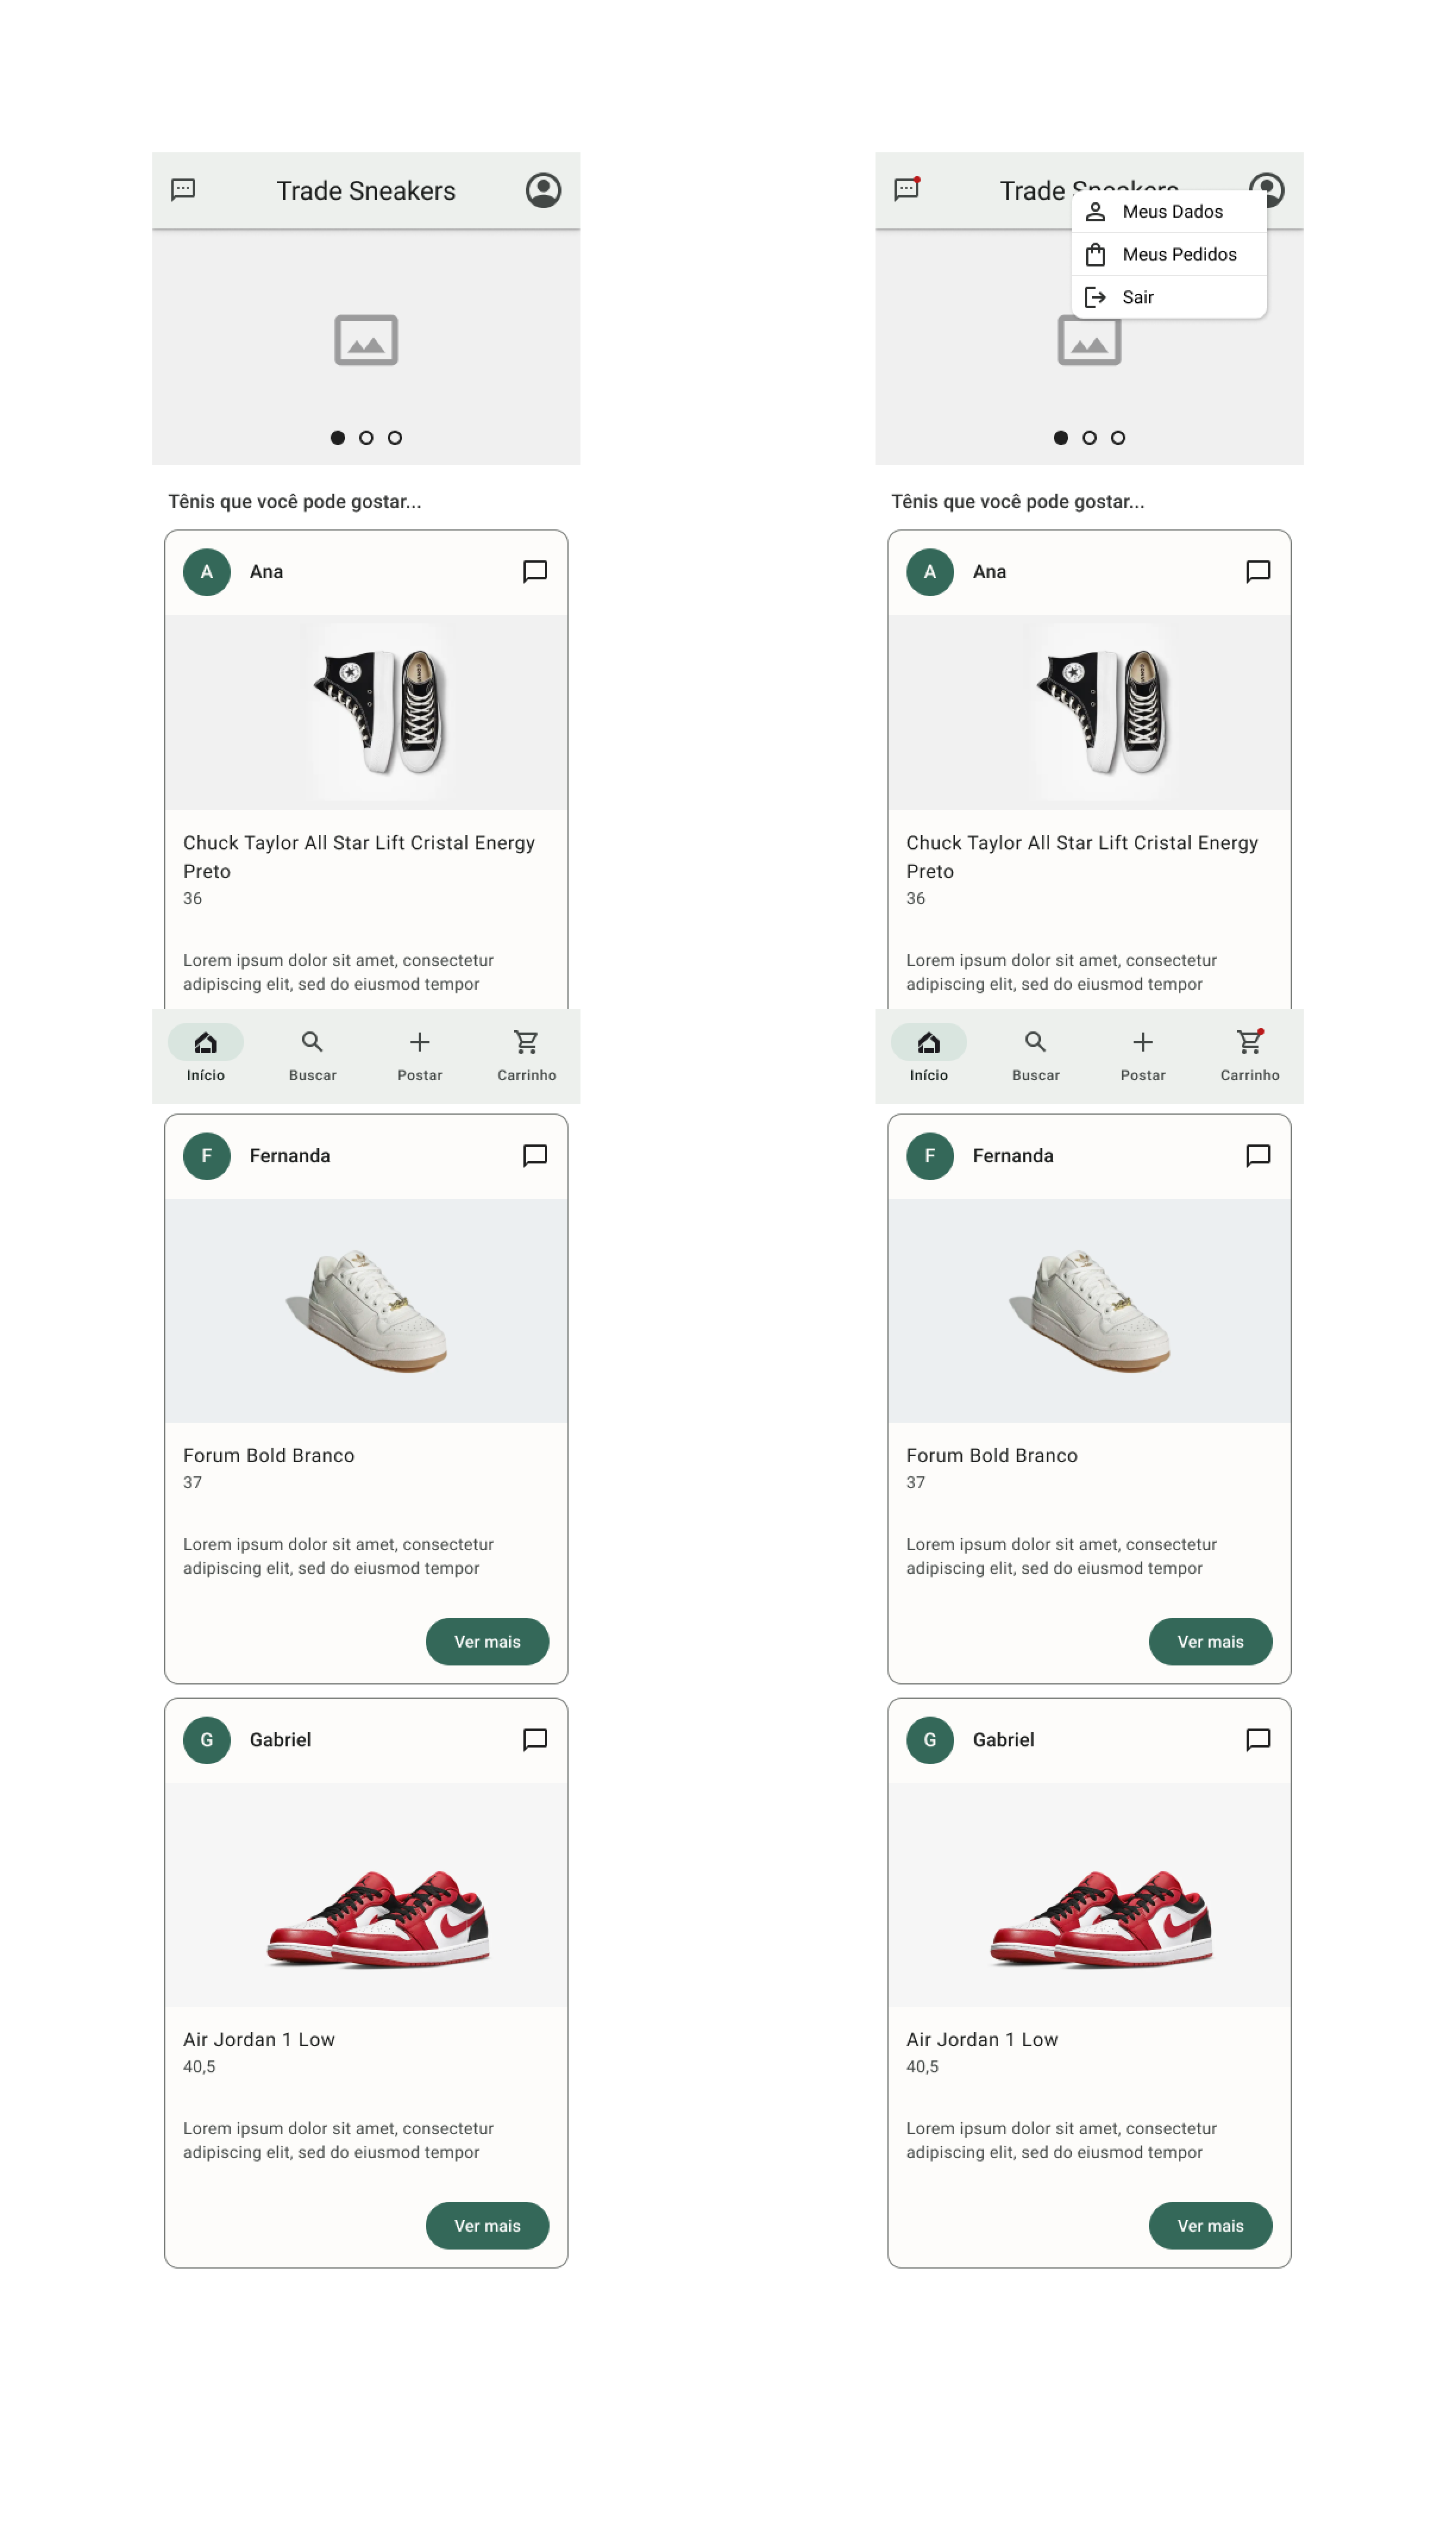 Trade Sneakers
Tênis que você pode gostar...
A
Ana
Chuck Taylor All Star Lift Cristal Energy
Preto
36
Lorem ipsum dolor sit amet, consectetur
adipiscing elit, sed do eiusmod tempor
Início
Buscar
Postar
Carrinho
F
Fernanda
Forum Bold Branco
37
Lorem ipsum dolor sit amet, consectetur
adipiscing elit, sed do eiusmod tempor
Ver mais
G
Gabriel
Air Jordan 1 Low
40,5
Lorem ipsum dolor sit amet, consectetur
adipiscing elit, sed do eiusmod tempor
Ver mais
Trade Sneakers
Meus Dados
Meus Pedidos
Sair
Tênis que você pode gostar...
A
Ana
Chuck Taylor All Star Lift Cristal Energy
Preto
36
Lorem ipsum dolor sit amet, consectetur
adipiscing elit, sed do eiusmod tempor
Início
Buscar
Postar
Carrinho
F
Fernanda
Forum Bold Branco
37
Lorem ipsum dolor sit amet, consectetur
adipiscing elit, sed do eiusmod tempor
Ver mais
G
Gabriel
Air Jordan 1 Low
40,5
Lorem ipsum dolor sit amet, consectetur
adipiscing elit, sed do eiusmod tempor
Ver mais